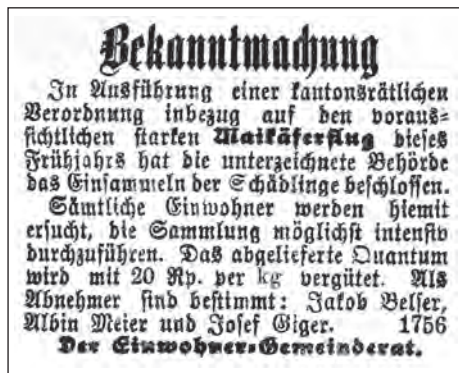 Bekanntmachung
In Ausführung einer kantonsrätlichen
Verordnung inbezug auf den voraus=
sichtlichen starken Maikäferflug dieses
Frühjahrs hat die unterzeichnete Behörde
das Einsammeln der Schädlinge beschlossen.
Sämtliche Einwohner werden hiemit
ersucht, die Sammlung möglichst intensiv
durchzuführen. Das abgelieferte Quantum
wird mit 20 Rp. per kg vergütet. Als
Abnehmer sind bestimmt: Jakob Belser,
Albin Meier und Josef Giger. 1756
Der Einwohner=Gemeinderat.